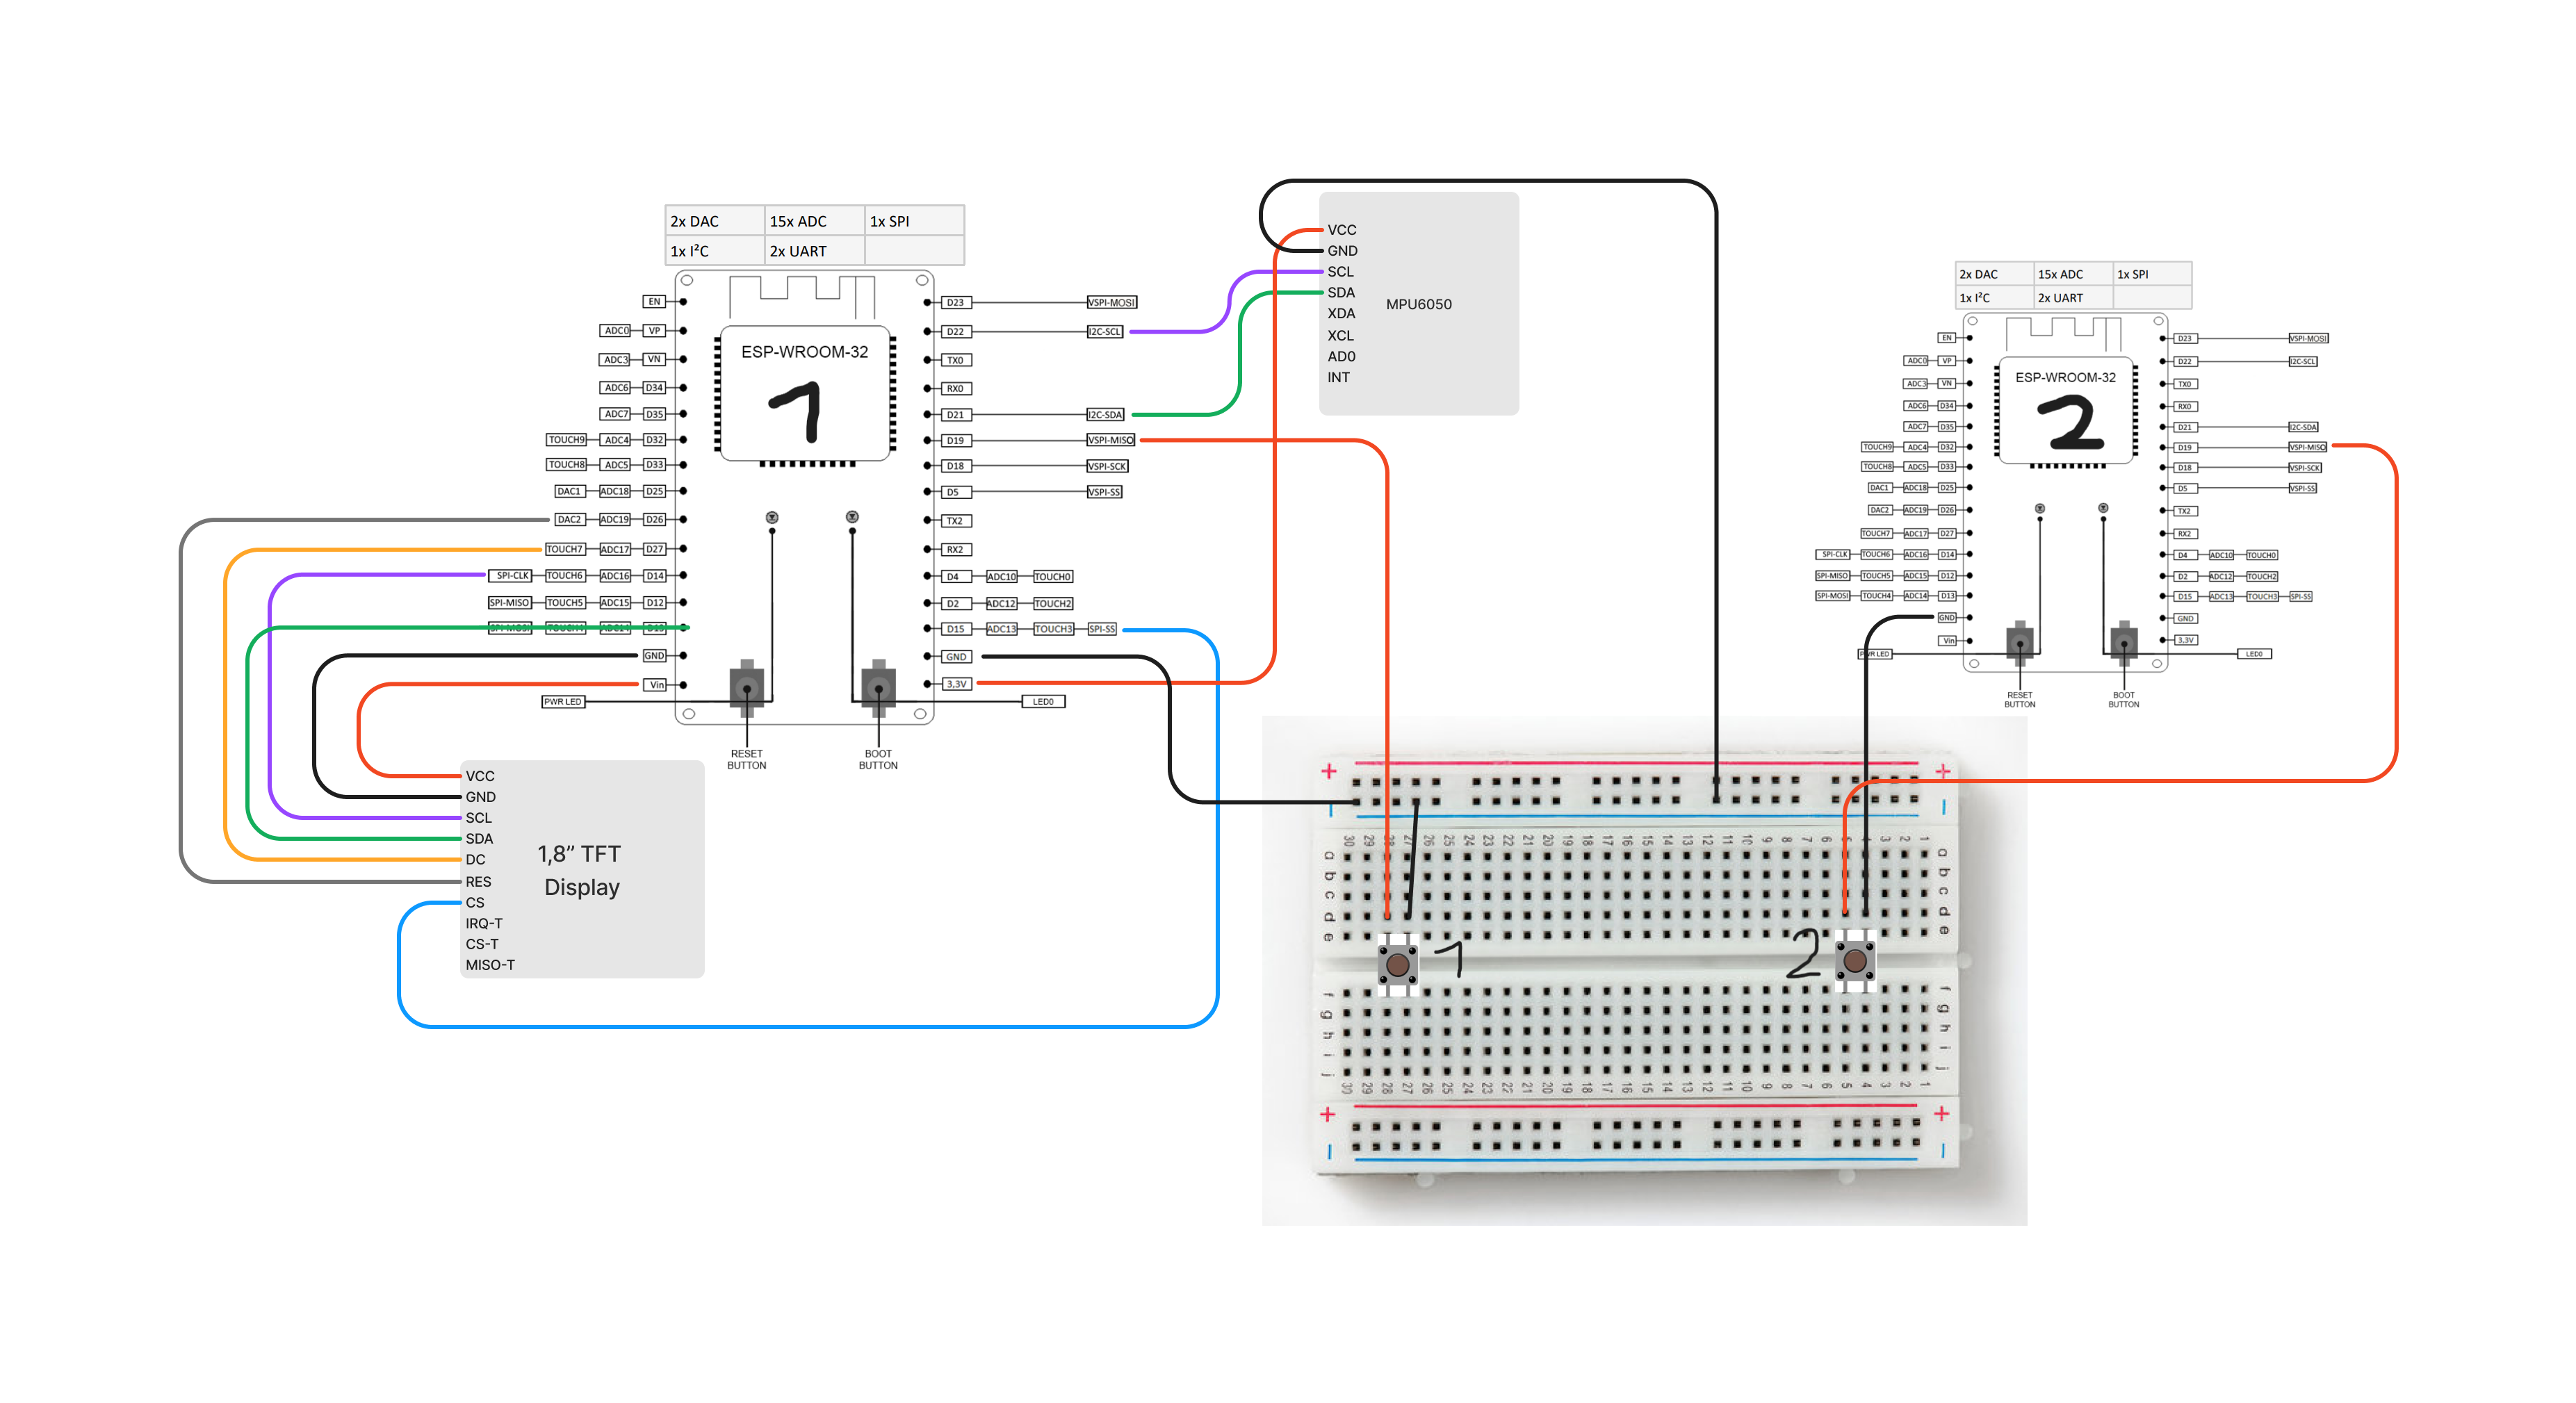 2x DAC 15x ADC 1x SPI
1x I²C 2x UART
EN D23 VSPI-MOSI
ADC0 VP D22 I2C-SCL
ADC3 VN TX0
ADC6 D34 RX0
ADC7 D35 D21 I2C-SDA
TOUCH9 ADC4 D32 D19 VSPI-MISO
TOUCH8 ADC5 D33 D18 VSPI-SCK
DAC1 ADC18 D25 D5 VSPI-SS
DAC2 ADC19 D26 TX2
TOUCH7 ADC17 D27 RX2
SPI-CLK TOUCH6 ADC16 D14 D4 ADC10 TOUCH0
SPI-MISO TOUCH5 ADC15 D12 D2 ADC12 TOUCH2
SPI-MOSI TOUCH4 ADC14 D13 D15 ADC13 TOUCH3 SPI-SS
GND GND
Vin 3,3V
PWR LED LED0
ESP-WROOM-32
1
RESET BUTTON
BOOT BUTTON
VCC
GND
SCL
SDA
XDA
XCL
AD0
INT
MPU6050
2x DAC 15x ADC 1x SPI
1x I²C 2x UART
EN D23 VSPI-MOSI
ADC0 VP D22 I2C-SCL
ADC3 VN TX0
ADC6 D34 RX0
ADC7 D35 D21 I2C-SDA
TOUCH9 ADC4 D32 D19 VSPI-MISO
TOUCH8 ADC5 D33 D18 VSPI-SCK
DAC1 ADC18 D25 D5 VSPI-SS
DAC2 ADC19 D26 TX2
TOUCH7 ADC17 D27 RX2
SPI-CLK TOUCH6 ADC16 D14 D4 ADC10 TOUCH0
SPI-MISO TOUCH5 ADC15 D12 D2 ADC12 TOUCH2
SPI-MOSI TOUCH4 ADC14 D13 D15 ADC13 TOUCH3 SPI-SS
GND GND
Vin 3,3V
PWR LED LED0
ESP-WROOM-32
2
RESET BUTTON
BOOT BUTTON
VCC
GND
SCL
SDA
DC
RES
CS
IRQ-T
CS-T
MISO-T
1,8” TFT
Display
+ +
30 29 28 27 26 25 24 23 22 21 20 19 18 17 16 15 14 13 12 11 10 9 8 7 6 5 4 3 2 1
a a
b b
c c
d d
e e
1 2
f f
g g
h h
i i
j j
30 29 28 27 26 25 24 23 22 21 20 19 18 17 16 15 14 13 12 11 10 9 8 7 6 5 4 3 2 1
+ +